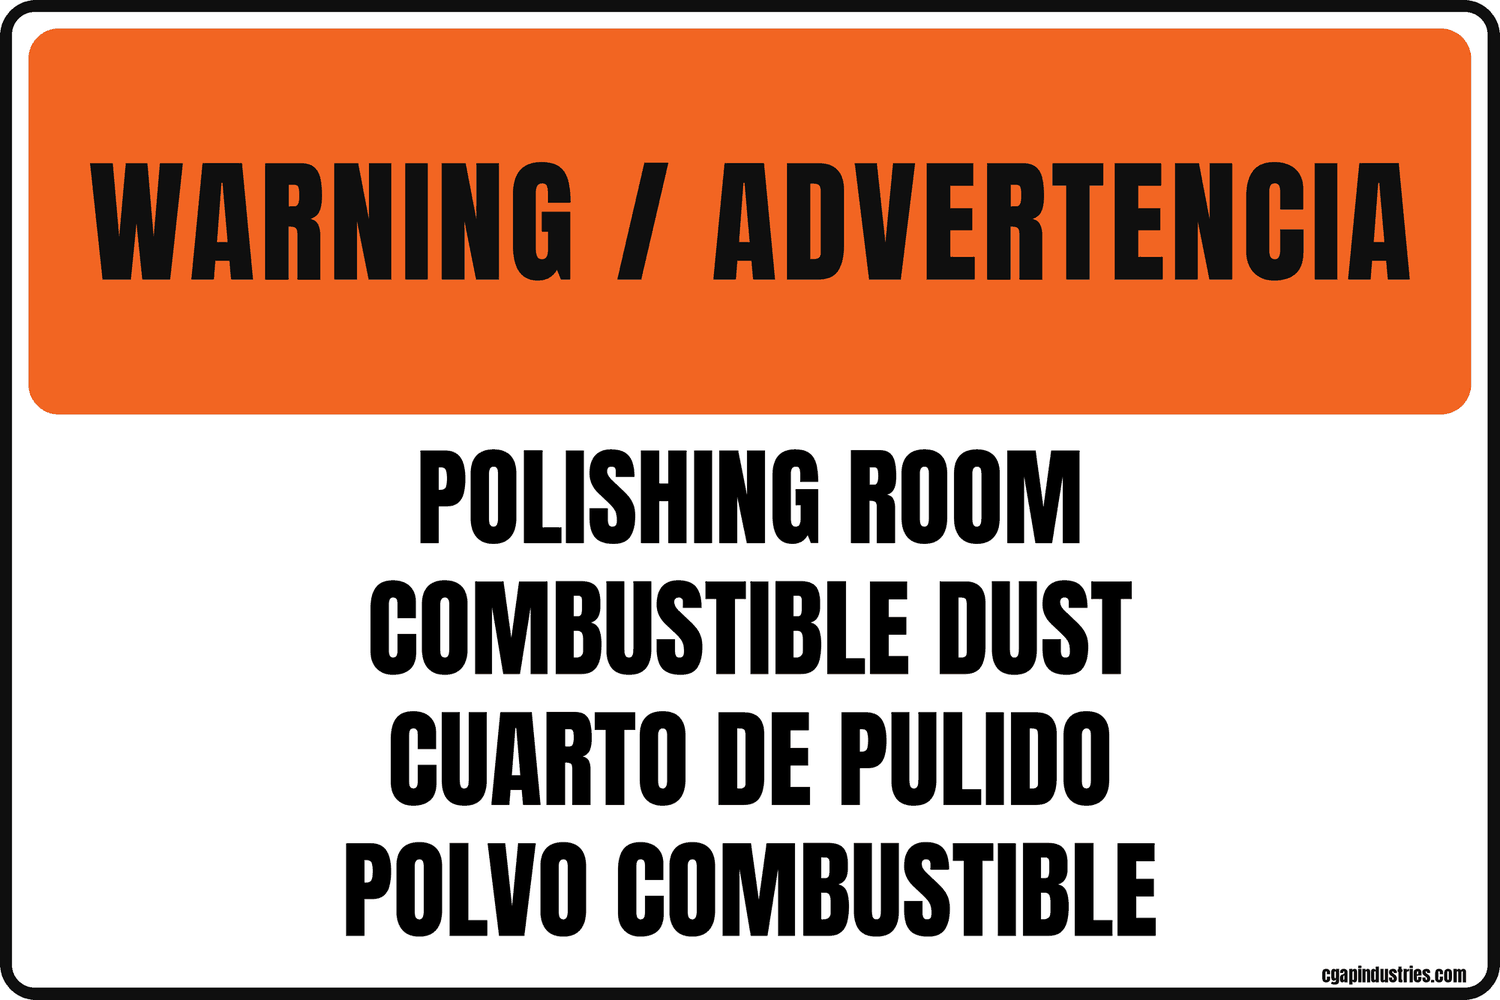 WARNING / ADVERTENCIA
POLISHING ROOM
COMBUSTIBLE DUST
CUARTO DE PULIDO
POLVO COMBUSTIBLE
cgapindustries.com